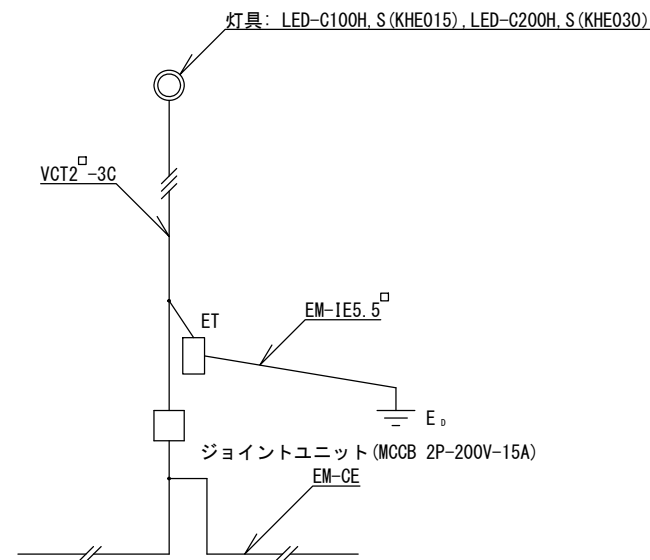 灯具: LED-C100H,S(KHE015),LED-C200H,S(KHE030)
VCT2□-3C
ET
EM-IE5.5□
ED
ジョイントユニット(MCCB 2P-200V-15A)
EM-CE